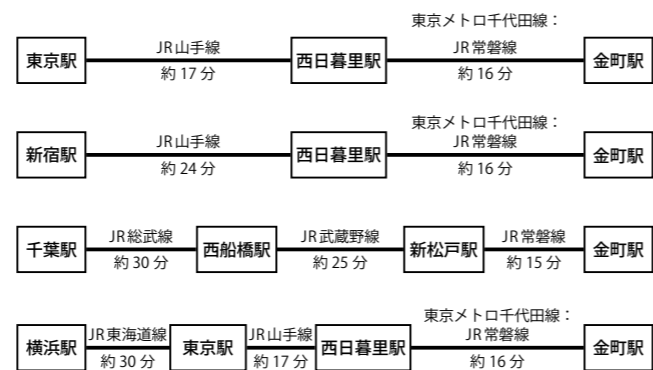 東京メトロ千代田線：
JR山手線 JR常磐線
東京駅 西日暮里駅 金町駅
約17分 約16分
東京メトロ千代田線：
JR山手線 JR常磐線
新宿駅 西日暮里駅 金町駅
約24分 約16分
JR総武線 JR武蔵野線 JR常磐線
千葉駅 西船橋駅 新松戸駅 金町駅
約30分 約25分 約15分
東京メトロ千代田線：
JR東海道線 JR山手線 JR常磐線
横浜駅 東京駅 西日暮里駅 金町駅
約30分 約17分 約16分